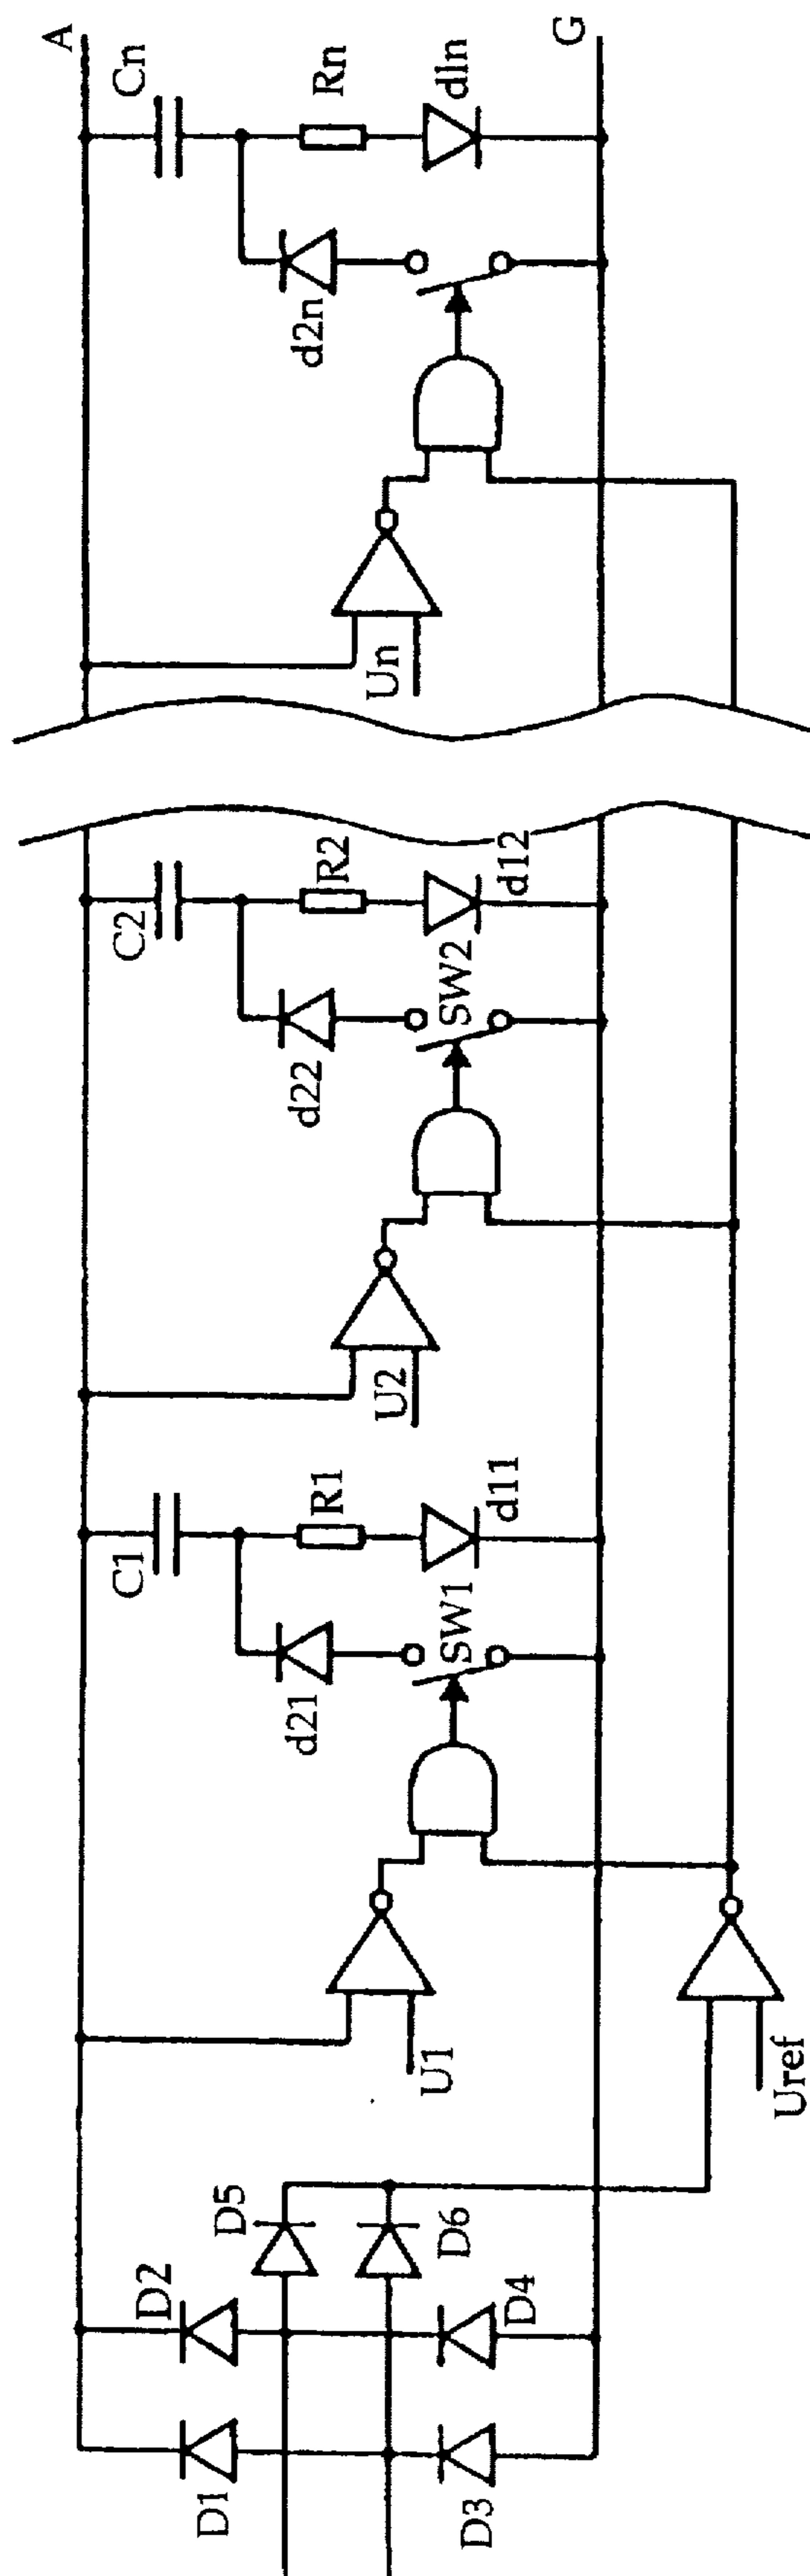 A
Cn
Rn
dln
G
d2n
Un
C2
R2
d12
SW2
d22
U2
C1
R1
d11
SW1
d21
U1
Uref
D5
D6
D2
D4
D1
D3